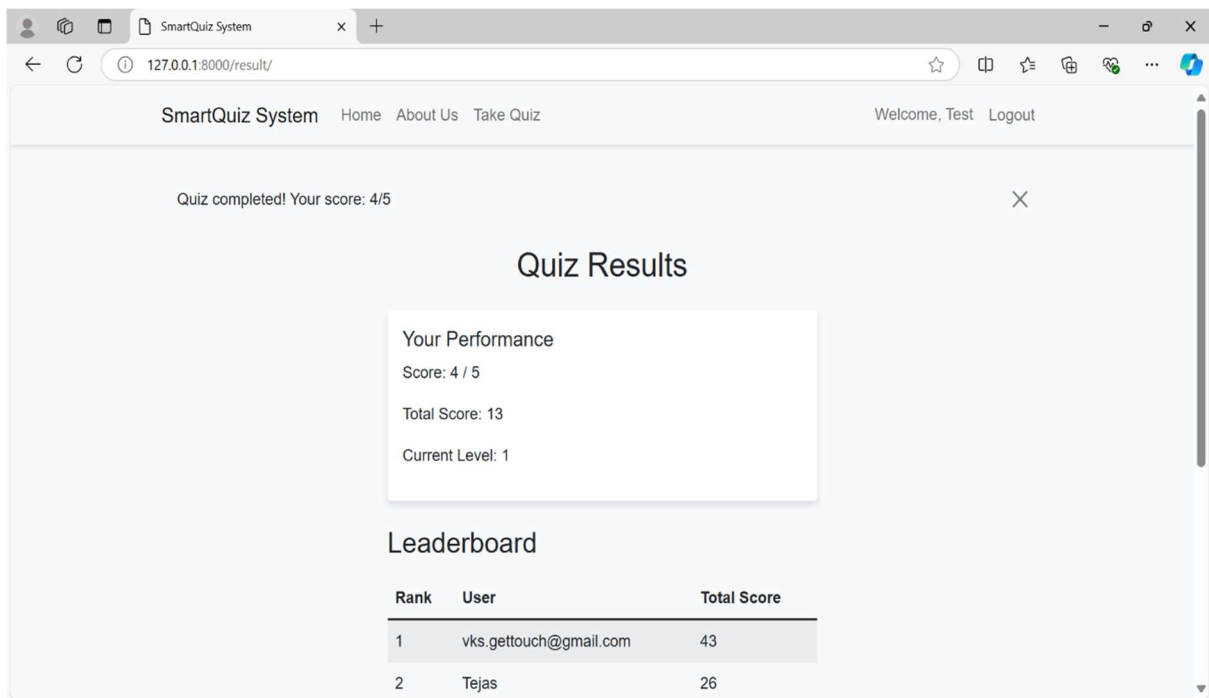 SmartQuiz System
127.0.0.1:8000/result/
SmartQuiz System Home About Us Take Quiz Welcome, Test Logout
Quiz completed! Your score: 4/5
Quiz Results
Your Performance
Score: 4 / 5
Total Score: 13
Current Level: 1
Leaderboard
Rank User Total Score
1 vks.gettouch@gmail.com 43
2 Tejas 26